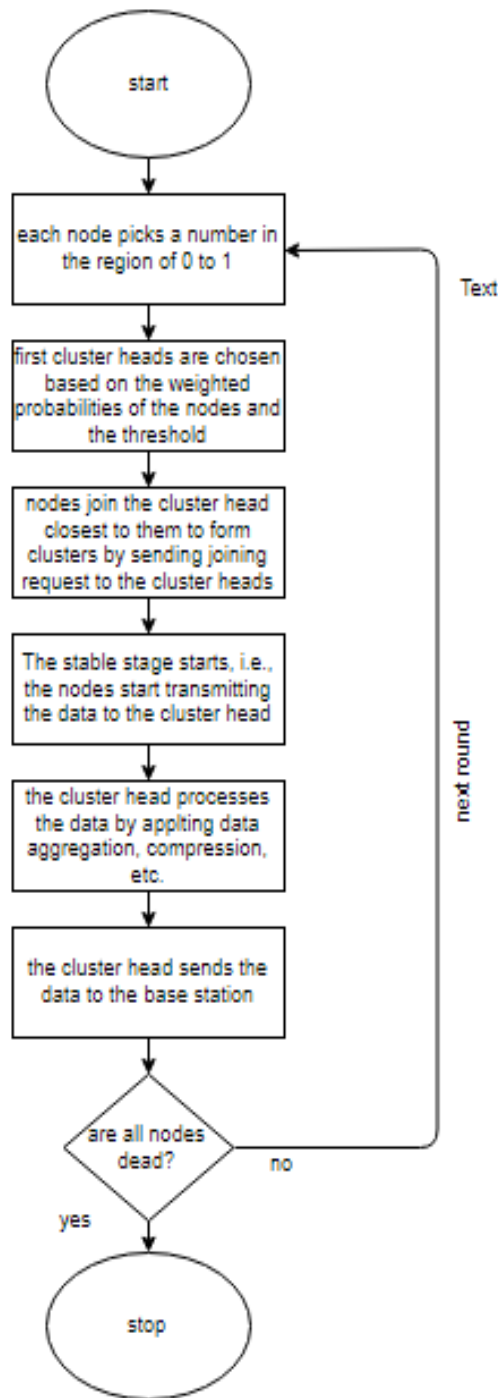 start
each node picks a number in
the region of 0 to 1
Text
first cluster heads are chosen
based on the weighted
probabilities of the nodes and
the threshold
nodes join the cluster head
closest to them to form
clusters by sending joining
request to the cluster heads
The stable stage starts, i.e.,
the nodes start transmitting
the data to the cluster head
next round
the cluster head processes
the data by applting data
aggregation, compression,
etc.
the cluster head sends the
data to the base station
are all nodes
dead?
no
yes
stop